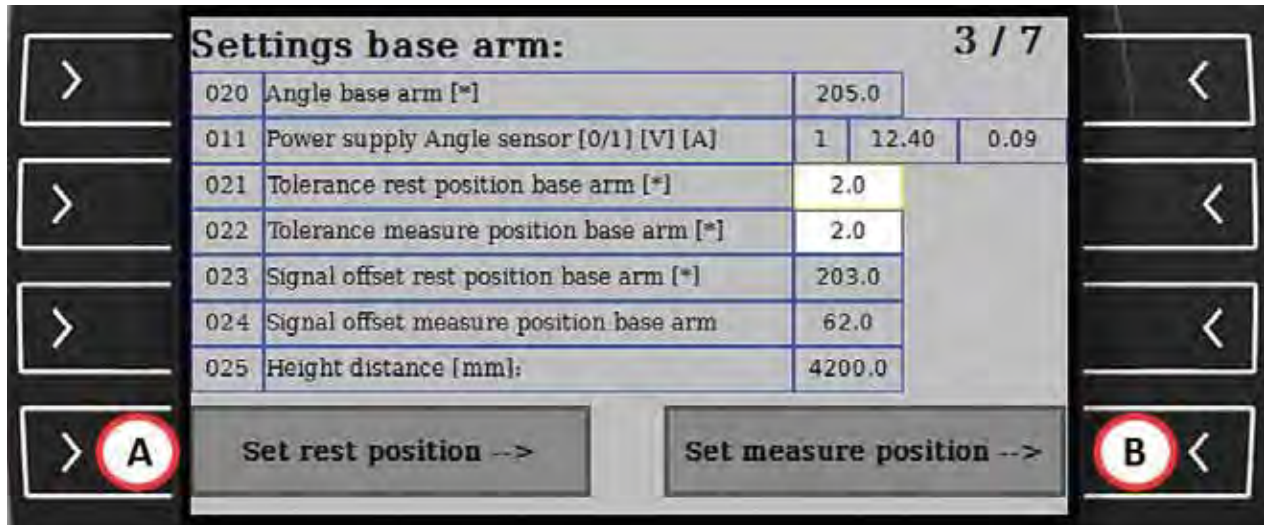 Settings base arm: 3 / 7
020 Angle base arm [*] 205.0
011 Power supply Angle sensor [0/1] [V] [A] 1 12.40 0.09
021 Tolerance rest position base arm [*] 2.0
022 Tolerance measure position base arm [*] 2.0
023 Signal offset rest position base arm [*] 203.0
024 Signal offset measure position base arm 62.0
025 Height distance [mm]: 4200.0
A Set rest position --> Set measure position --> B